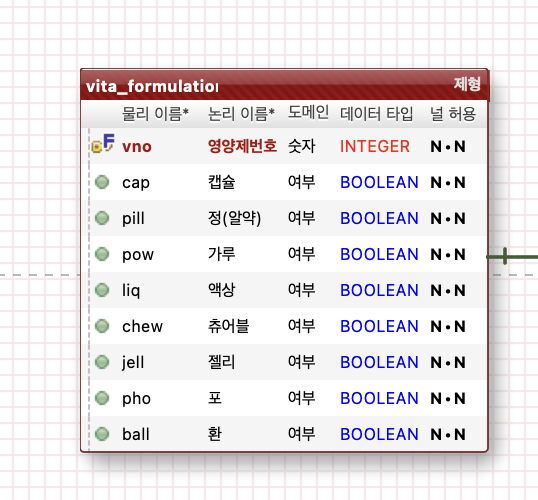 vita_formulation 제형
물리 이름* 논리 이름* 도메인 데이터 타입 널 허용
F vno 영양제번호 숫자 INTEGER N • N
cap 캡슐 여부 BOOLEAN N • N
pill 정(알약) 여부 BOOLEAN N • N
pow 가루 여부 BOOLEAN N • N
liq 액상 여부 BOOLEAN N • N
chew 츄어블 여부 BOOLEAN N • N
jell 젤리 여부 BOOLEAN N • N
pho 포 여부 BOOLEAN N • N
ball 환 여부 BOOLEAN N • N